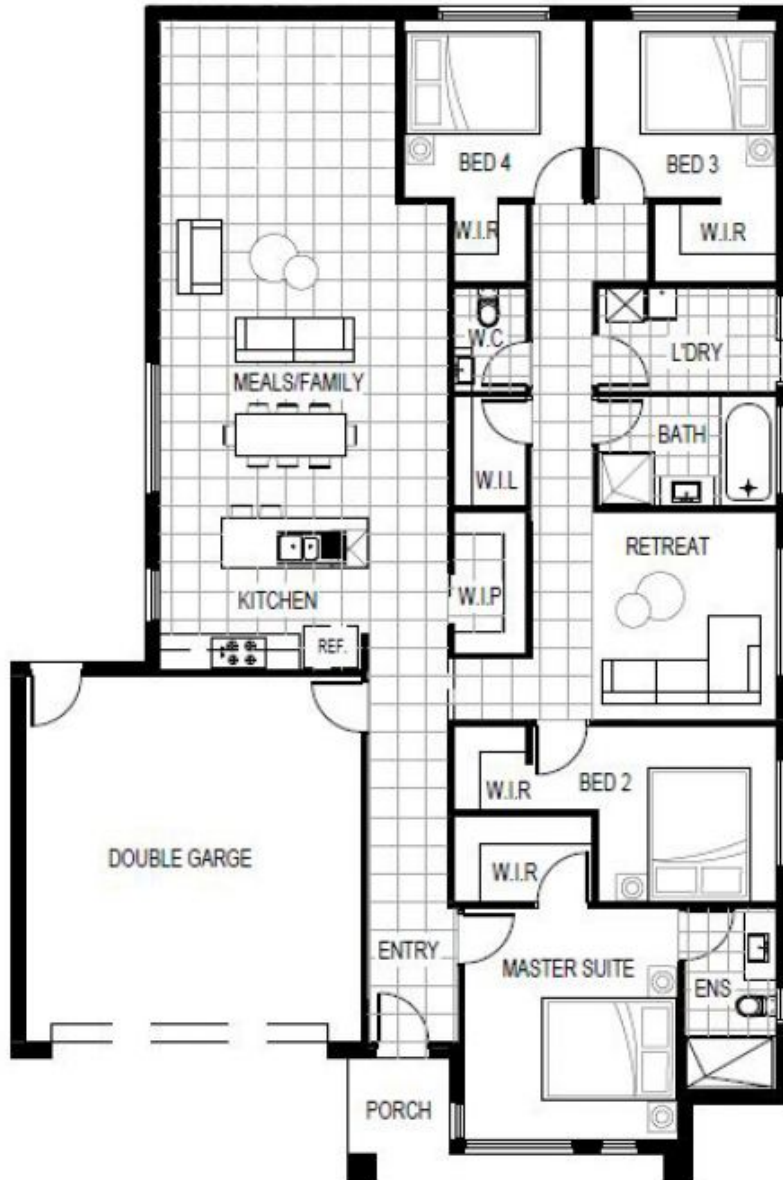 BED 4
BED 3
W.I.R
W.I.R
W.C
L'DRY
MEALS/FAMILY
BATH
W.I.L
RETREAT
KITCHEN
W.I.P
REF.
W.I.R
BED 2
DOUBLE GARGE
W.I.R
ENTRY
MASTER SUITE
ENS
PORCH